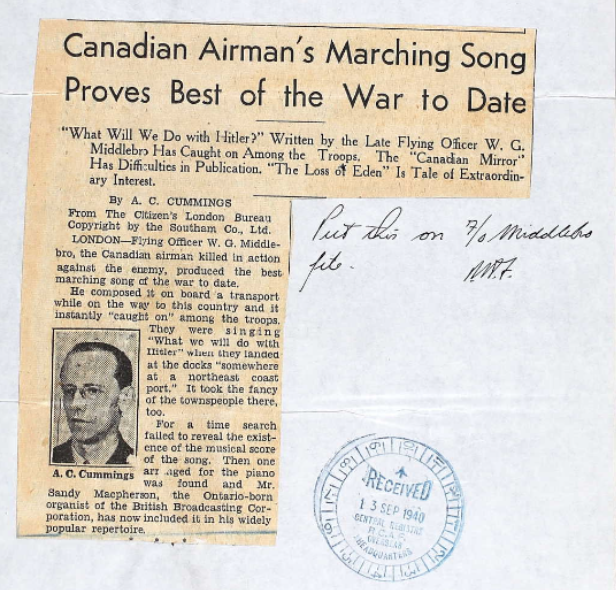 Canadian Airman's Marching Song
Proves Best of the War to Date
"What Will We Do with Hitler?" Written by the Late Flying Officer W. G.
Middlebro Has Caught on Among the Troops. The "Canadian Mirror"
Has Difficulties in Publication. "The Loss of Eden" Is Tale of Extraordin-
ary Interest.
By A. C. CUMMINGS
From The Citizen's London Bureau
Copyright by the Southam Co., Ltd.
LONDON—Flying Officer W. G. Middle-
bro, the Canadian airman killed in action
against the enemy, produced the best
marching song of the war to date.
He composed it on board a transport
while on the way to this country and it
instantly "caught on" among the troops.
They were singing
"What we will do with
Hitler" when they landed
at the docks "somewhere
at a northeast coast
port." It took the fancy
of the townspeople there,
too.
For a time search
failed to reveal the exist-
ence of the musical score
of the song. Then one
arranged for the piano
was found and Mr.
Sandy Macpherson, the Ontario-born
organist of the British Broadcasting Cor-
poration, has now included it in his widely
popular repertoire.
A. C. Cummings
Put this on F/O Middlebro
file.
RECEIVED
13 SEP 1940
CENTRAL REGISTRY
R.C.A.F.
OVERSEAS
HEADQUARTERS